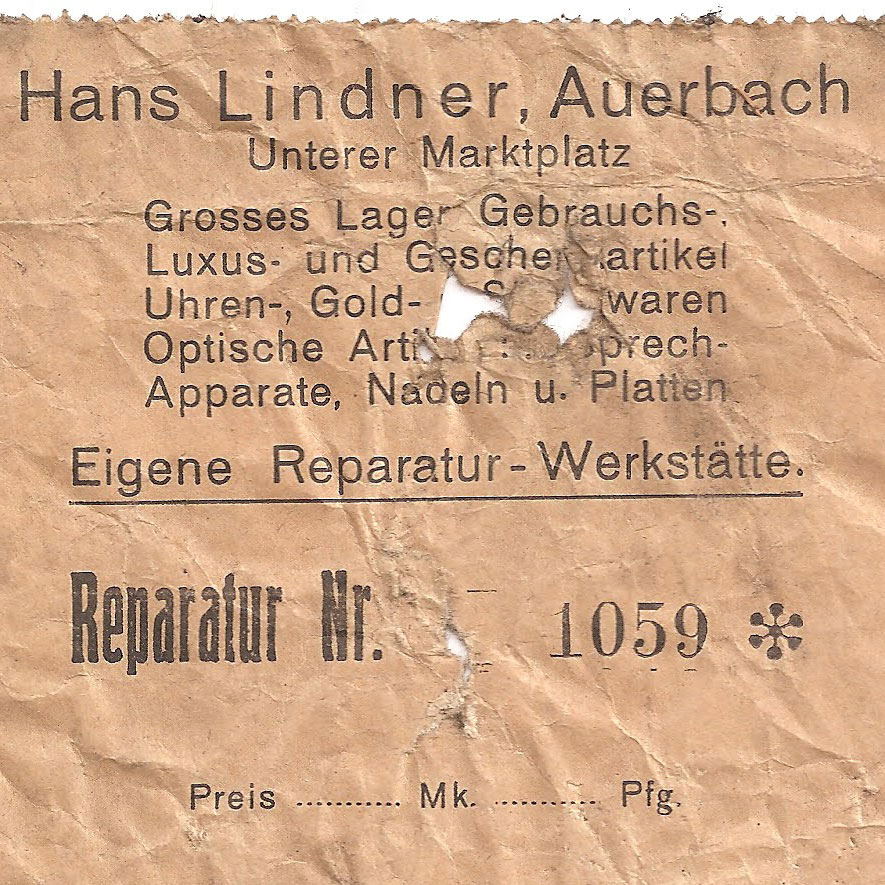 Hans Lindner, Auerbach
Unterer Marktplatz
Grosses Lager Gebrauchs-,
Luxus- und
Uhren-, Gold-
Optische
Apparate, Nadeln u. Platten
Eigene Reparatur-Werkstätte.
Reparatur Nr. 1059
Preis ........... Mk. ........... Pfg.